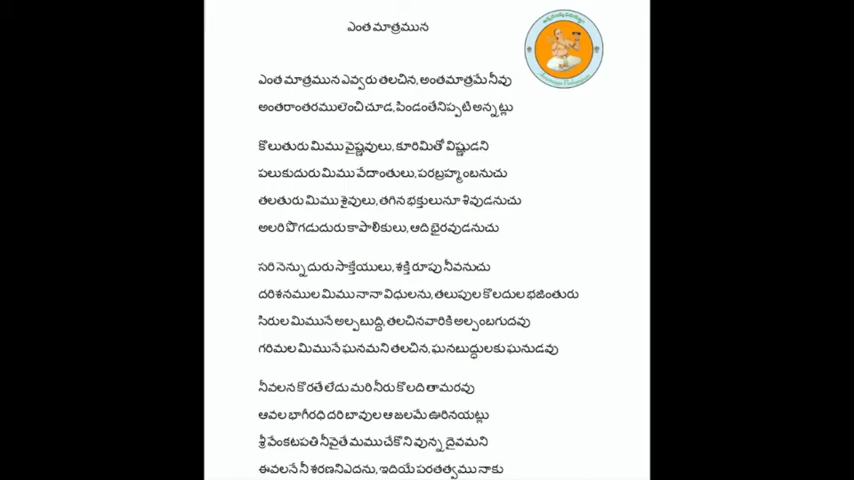 ఎంత మాత్రమున
ఎంత మాత్రమున ఎవ్వరు తలచిన, అంతమాత్రమే నీవు
అంతరాంతరము లెంచి చూడ, పిండంతే నిప్పటి అన్నట్లు
కొలుతురు మిము వైష్ణవులు, కూరిమితో విష్ణుడని
పలుకుదురు మిము వేదాంతులు, పరబ్రహ్మంబనుచు
తలతురు మిము శైవులు, తగిన భక్తులునూ శివుడనుచు
అలరి పొగడుదురు కాపాలికులు, ఆది భైరవుడనుచు
సరి నెన్నుదురు సాక్తేయులు, శక్తి రూపు నీవనుచు
దరిశనముల మిము నానా విధులను, తలుపుల కొలదుల భజింతురు
సిరుల మిమునే అల్పబుద్ది, తలచినవారికి అల్పంబగుదవు
గరిమల మిమునే ఘనమని తలచిన, ఘనబుద్ధులకు ఘనుడవు
నీవలన కొరతే లేదు మరి నీరు కొలది తామరవు
ఆవల భాగీరధి దరి బావుల ఆ జలమే ఊరినయట్లు
శ్రీ వేంకటపతి నీవైతే మము చేకొని వున్న దైవమని
ఈవలనే నీ శరణని ఎదను, ఇదియే పరతత్వము నాకు